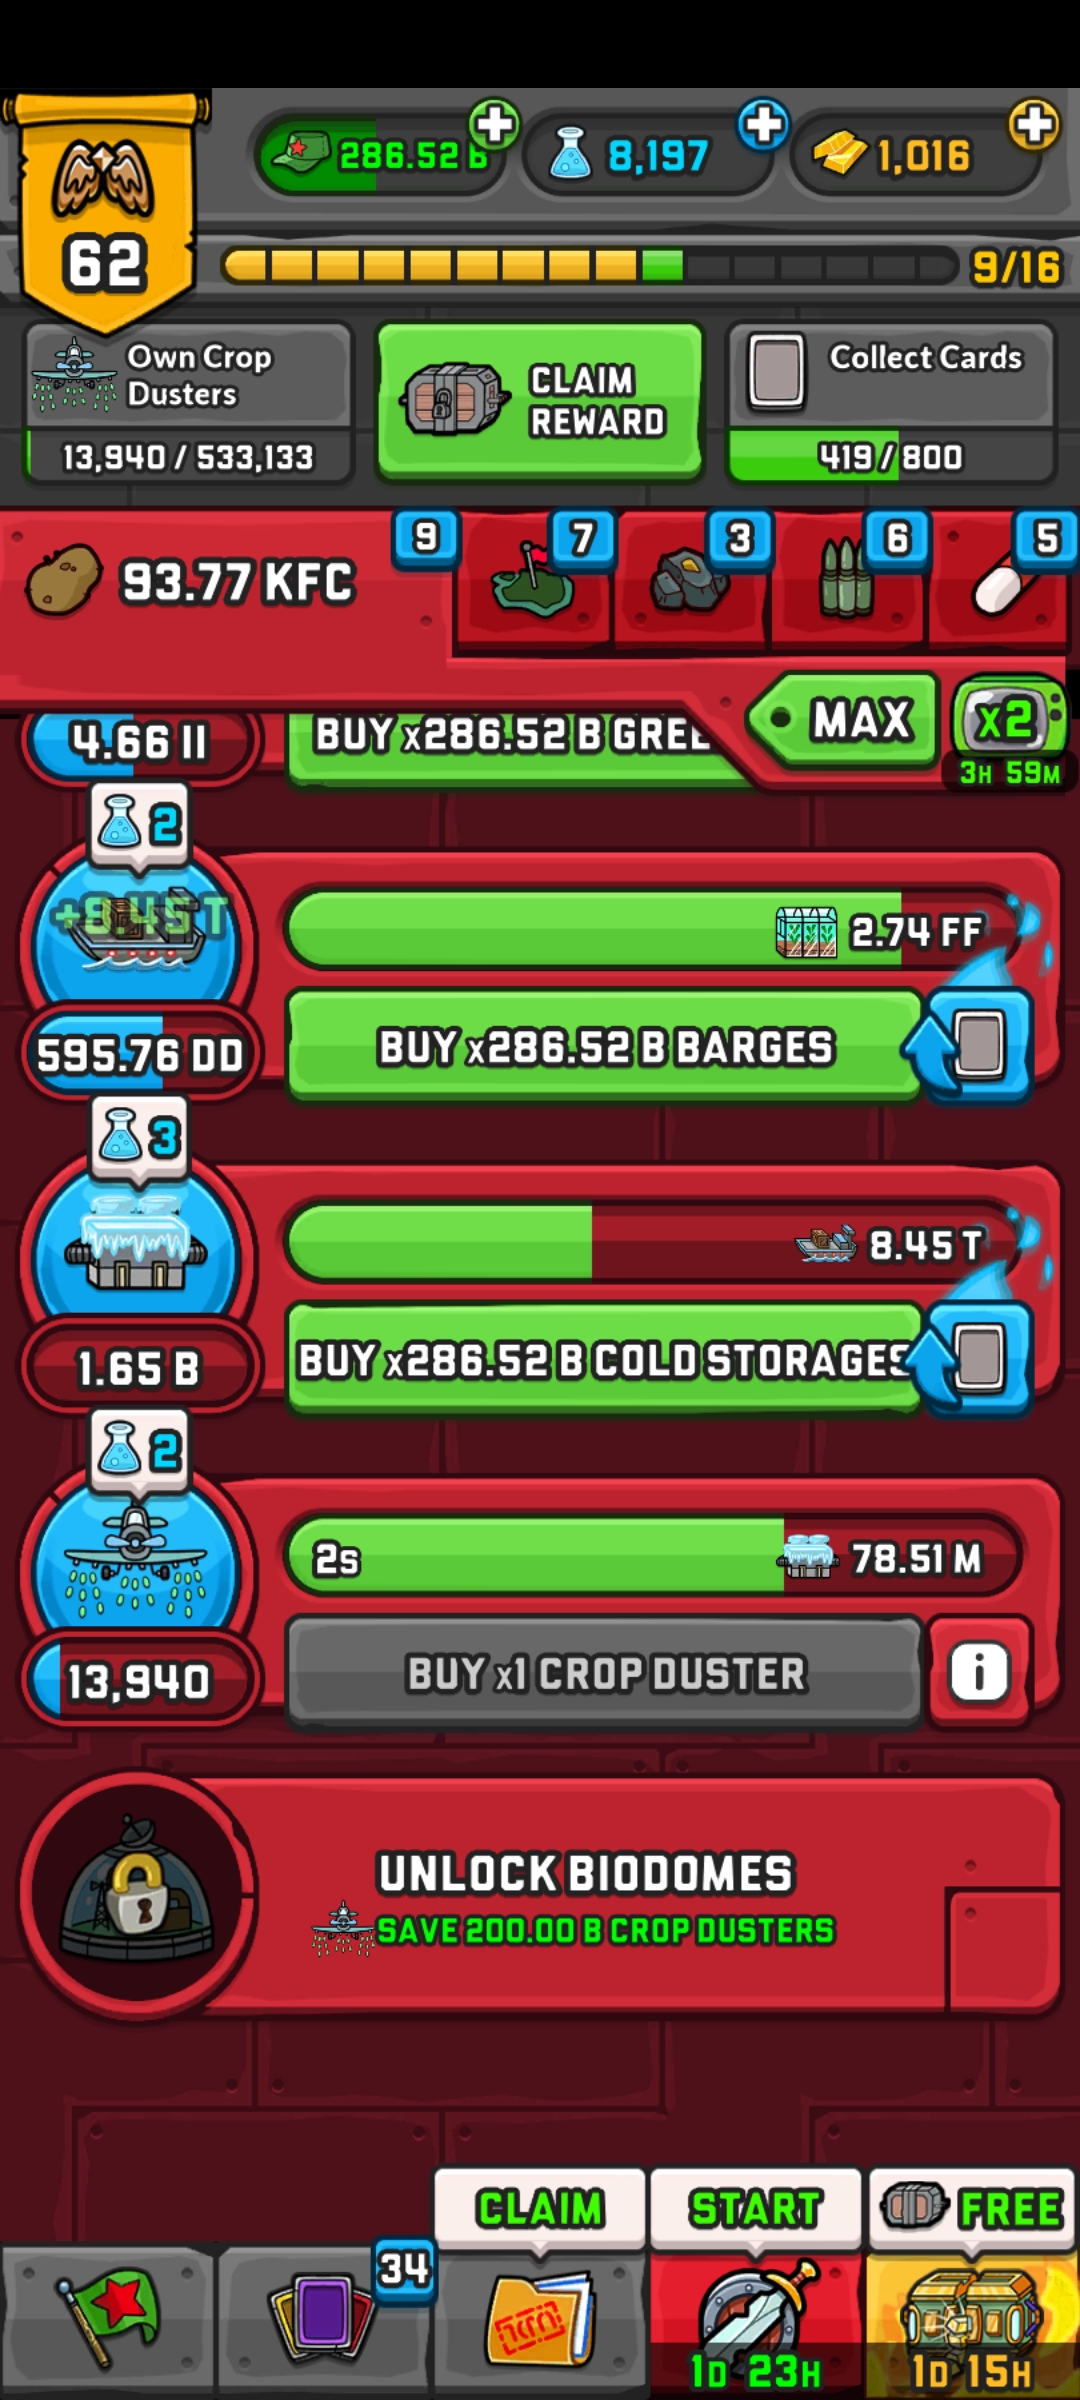 286.52 B
8,197
1,016
62
9/16
Own Crop
Dusters
13,940 / 533,133
CLAIM
REWARD
Collect Cards
419 / 800
93.77 KFC
9
7
3
6
5
MAX
x2
3H 59M
4.66 II
BUY x286.52 B GREE
2
+8.45 T
2.74 FF
595.76 DD
BUY x286.52 B BARGES
3
8.45 T
1.65 B
BUY x286.52 B COLD STORAGES
2
2s
78.51 M
13,940
BUY x1 CROP DUSTER
i
UNLOCK BIODOMES
SAVE 200.00 B CROP DUSTERS
CLAIM
START
FREE
34
1D 23H
1D 15H